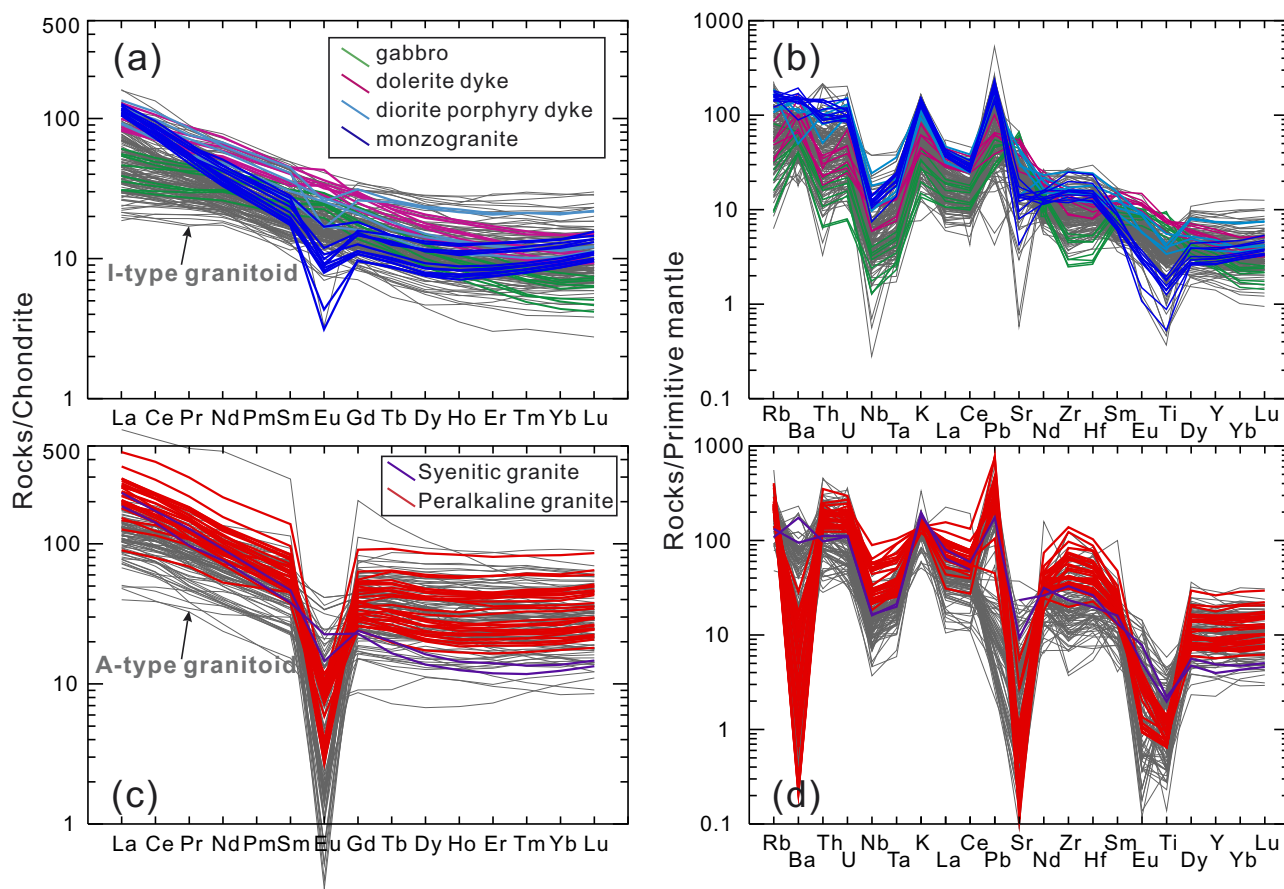 Rocks/Chondrite
500
100
10
1
(a)
gabbro
dolerite dyke
diorite porphyry dyke
monzogranite
I-type granitoid
La Ce Pr Nd Pm Sm Eu Gd Tb Dy Ho Er Tm Yb Lu
Rocks/Primitive mantle
1000
100
10
1
0.1
(b)
Rb Th Nb K Ce Sr Zr Sm Ti Y Lu
Ba U Ta La Pb Nd Hf Eu Dy Yb
500
100
10
1
Syenitic granite
Peralkaline granite
A-type granitoid
(c)
La Ce Pr Nd Pm Sm Eu Gd Tb Dy Ho Er Tm Yb Lu
1000
100
10
1
0.1
(d)
Rb Th Nb K Ce Sr Zr Sm Ti Y Lu
Ba U Ta La Pb Nd Hf Eu Dy Yb